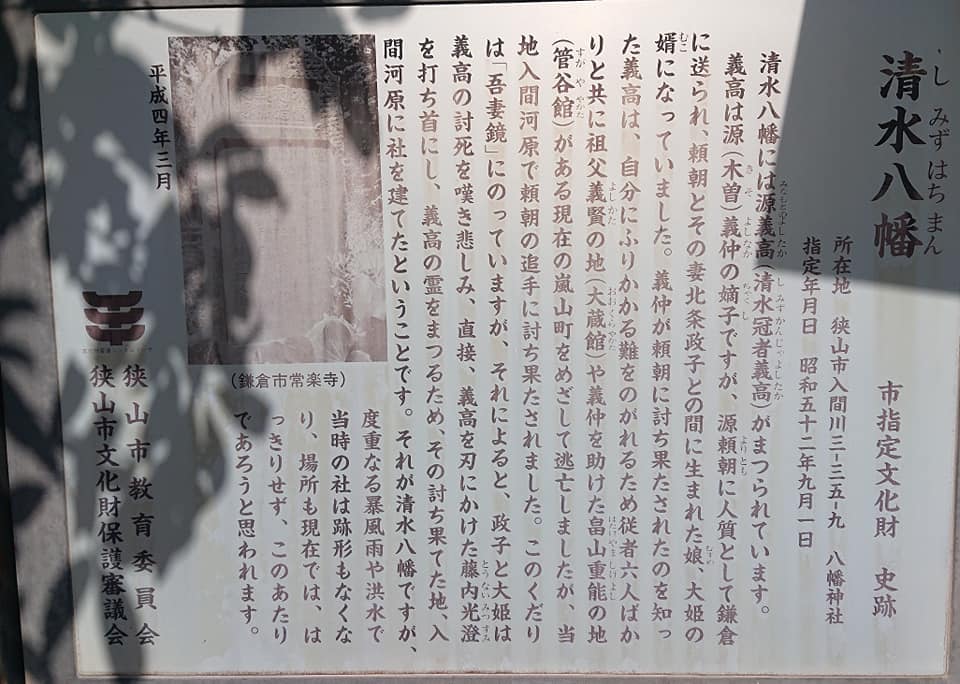 清水八幡
しみずはちまん
市指定文化財　史跡
所在地　狭山市入間川三-三五-九　八幡神社
指定年月日　昭和五十二年九月一日
清水八幡には源義高(清水冠者義高)がまつられています。
義高は源(木曽)義仲の嫡子ですが、源頼朝に人質として鎌倉
に送られ、頼朝とその妻北条政子との間に生まれた娘、大姫の
婿になっていました。義仲が頼朝に討ち果たされたのを知っ
た義高は、自分にふりかかる難をのがれるため従者六人ばか
りと共に祖父義賢の地(大蔵館)や義仲を助けた畠山重能の地
(管谷館)がある現在の嵐山町をめざして逃亡しましたが、当
地入間河原で頼朝の追手に討ち果たされました。このくだり
は「吾妻鏡」にのっていますが、それによると、政子と大姫は
義高の討死を嘆き悲しみ、直接、義高を刃にかけた藤内光澄
を打ち首にし、義高の霊をまつるため、その討ち果てた地、入
間河原に社を建てたということです。それが清水八幡ですが、
度重なる暴風雨や洪水で
当時の社は跡形もなくな
り、場所も現在では、は
っきりせず、このあたり
であろうと思われます。
(鎌倉市常楽寺)
平成四年三月
狭山市教育委員会
狭山市文化財保護審議会